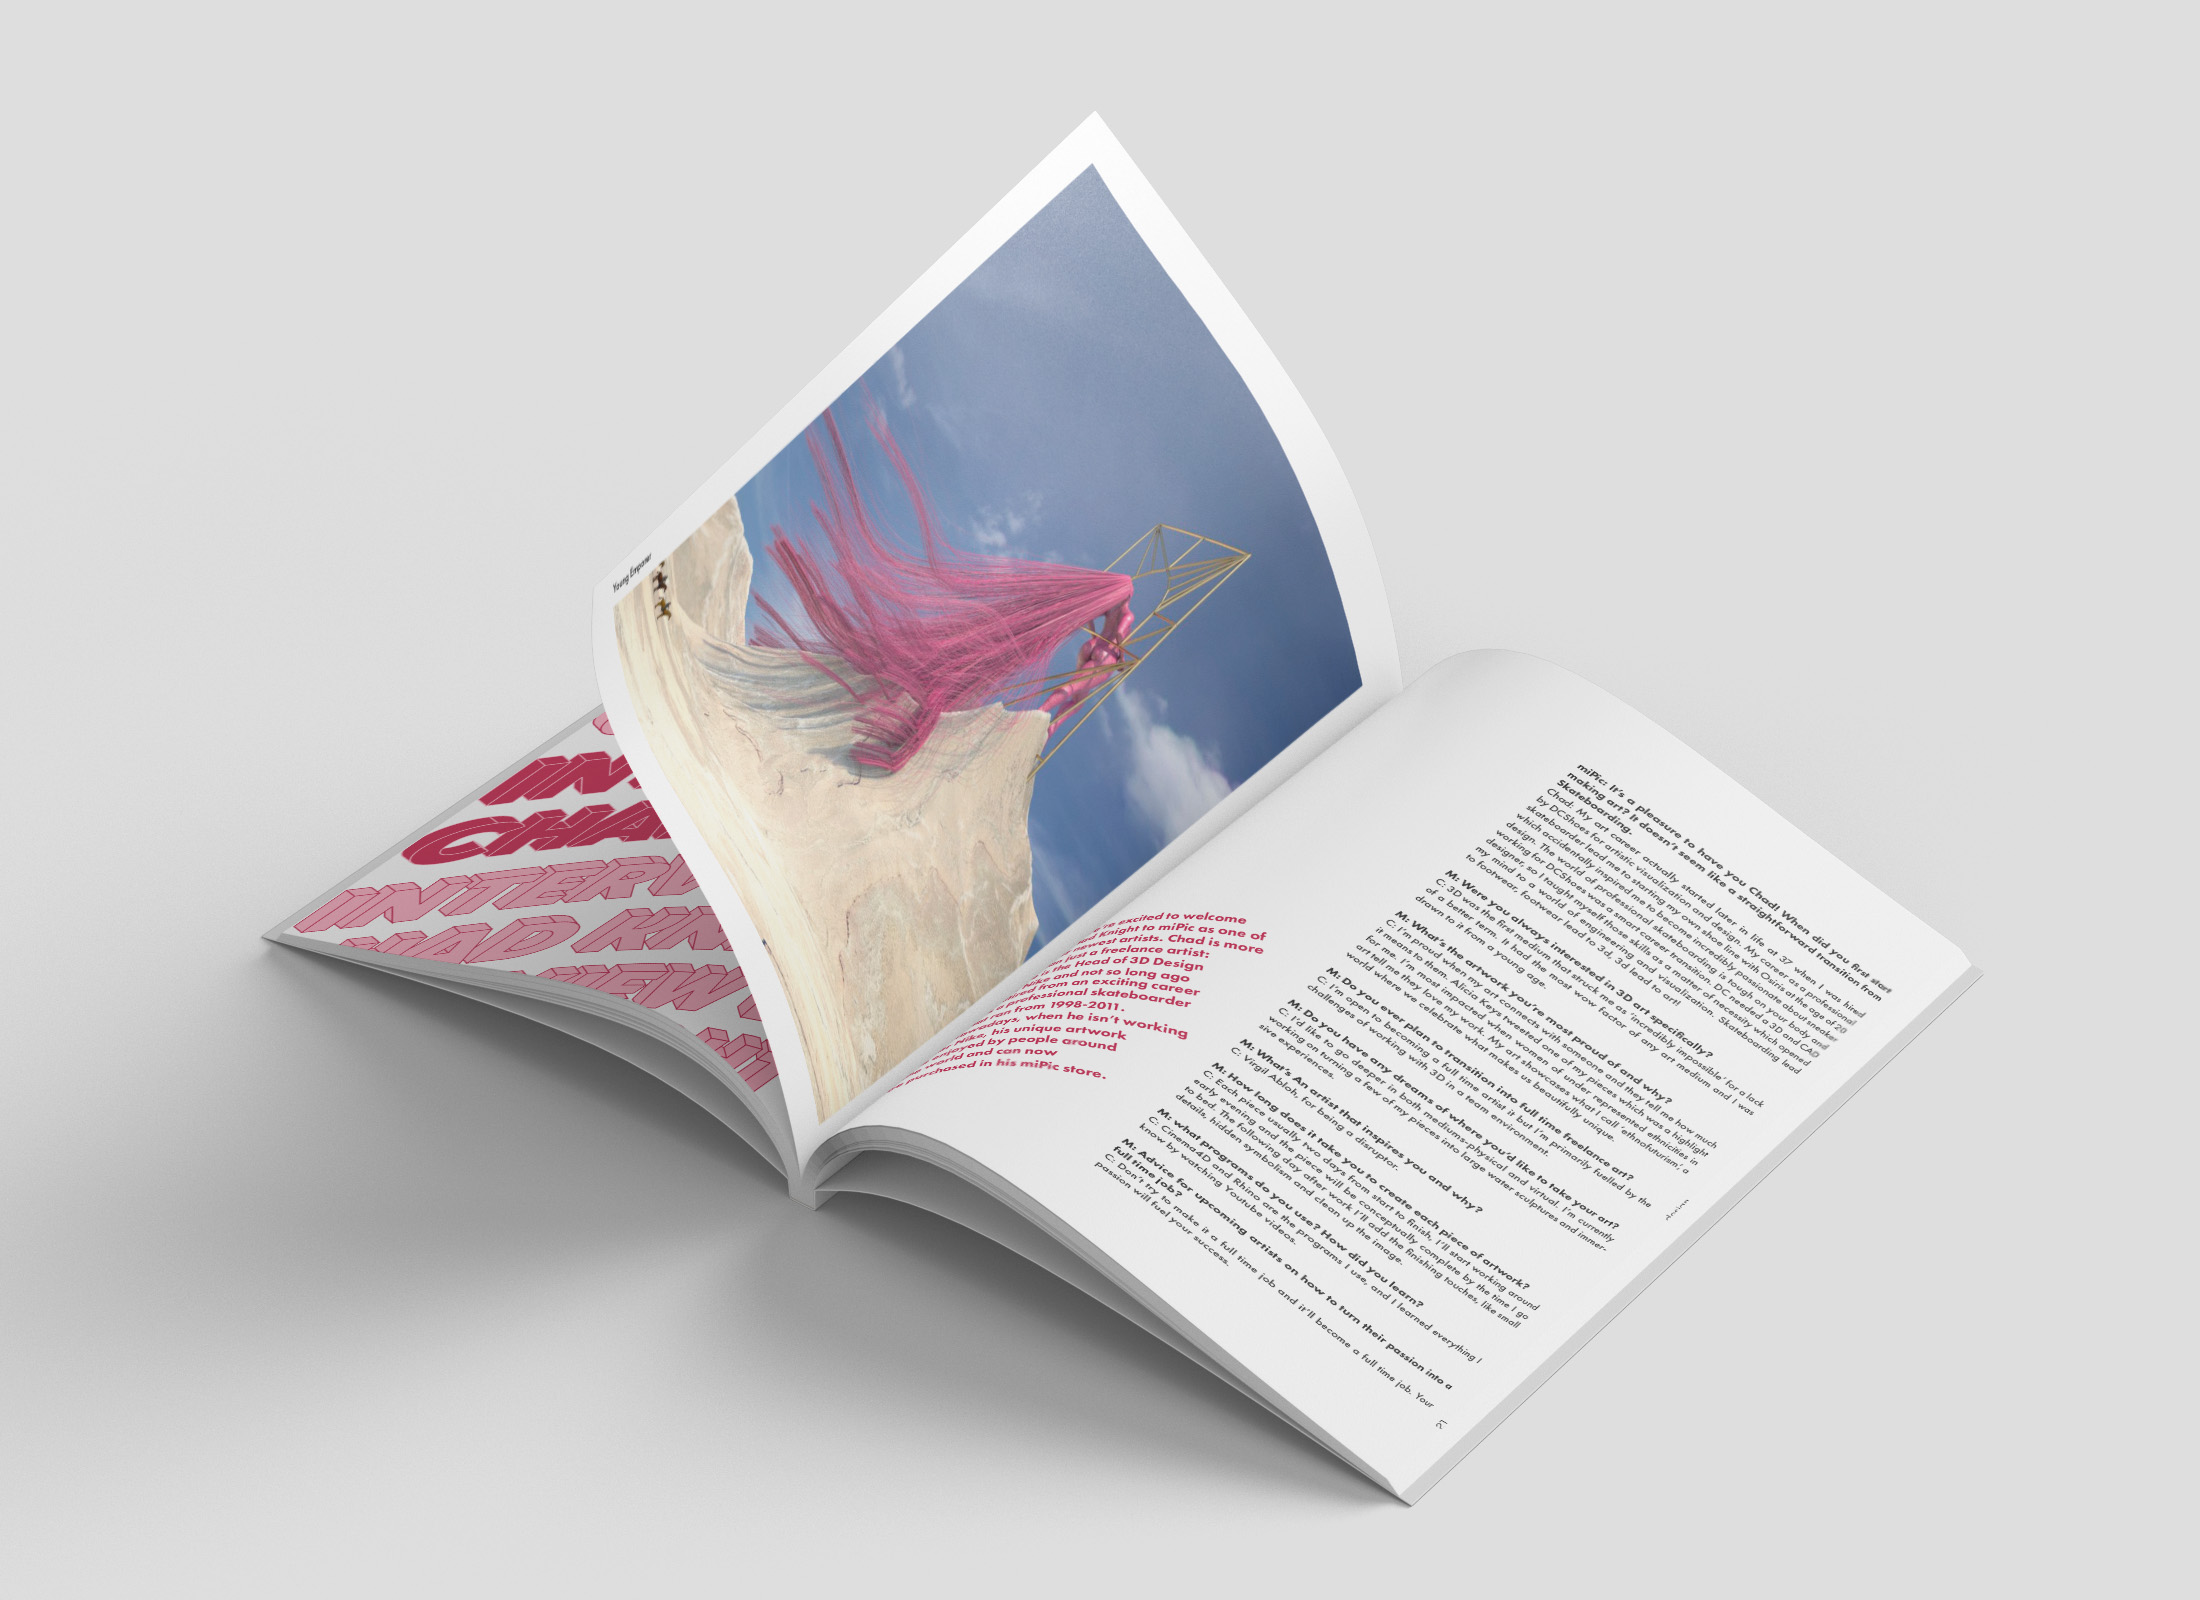 INT
CHA
INTERV
HAD KN
VIEW
Young Empower
re excited to welcome
ad Knight to miPic as one of
newest artists. Chad is more
an just a freelance artist:
is the Head of 3D Design
Nike and not so long ago
ired from an exciting career
a professional skateboarder
ran from 1998-2011.
wadays, when he isn't working
Nike, his unique artwork
enjoyed by people around
e world and can now
e purchased in his miPic store.
miPic: It's a pleasure to have you Chad! When did you first start
making art? It doesn't seem like a straightforward transition from
Skateboarding.
Chad: My art career actually started later in life at 37 when I was hired
by DCShoes for artistic visualization and design. My career as a professional
skateboarder lead me to starting my own shoe line with Osiris at the age of 20
which accidentally inspired me to become incredibly passionate about sneaker
design. The world of professional skateboarding is tough on your body and
working for DCShoes was a smart career transition. DC needed a 3D and CAD
designer, so I taught myself those skills as a matter of necessity which opened
my mind to a world of engineering and visualization. Skateboarding lead
to footwear, footwear lead to 3d, 3d lead to art!
M: Were you always interested in 3D art specifically?
C: 3D was the first medium that struck me as 'incredibly impossible' for a lack
of a better term. It had the most wow factor of any art medium and I was
drawn to it from a young age.
M: What's the artwork you're most proud of and why?
C: I'm proud when my art connects with someone and they tell me how much
it means to them. Alicia Keys tweeted one of my pieces which was a highlight
for me. I'm most impacted when women of under represented ethnicities in
art tell me they love my work. My art showcases what I call 'ethnofuturism', a
world where we celebrate what makes us beautifully unique.
M: Do you ever plan to transition into full time freelance art?
C: I'm open to becoming a full time artist it but I'm primarily fuelled by the
challenges of working with 3D in a team environment.
M: Do you have any dreams of where you'd like to take your art?
C: I'd like to go deeper in both mediums-physical and virtual. I'm currently
working on turning a few of my pieces into large water sculptures and immer-
sive experiences.
M: What's An artist that inspires you and why?
C: Virgil Abloh, for being a disruptor.
M: How long does it take you to create each piece of artwork?
C: Each piece usually two days from start to finish, I'll start working around
early evening and the piece will be conceptually complete by the time I go
to bed. The following day after work I'll add the finishing touches, like small
details, hidden symbolism and clean up the image.
M: what programs do you use? How did you learn?
C: Cinema4D and Rhino are the programs I use, and I learned everything I
know by watching Youtube videos.
M: Advice for upcoming artists on how to turn their passion into a
full time job?
C: Don't try to make it a full time job and it'll become a full time job. Your
passion will fuel your success.
21